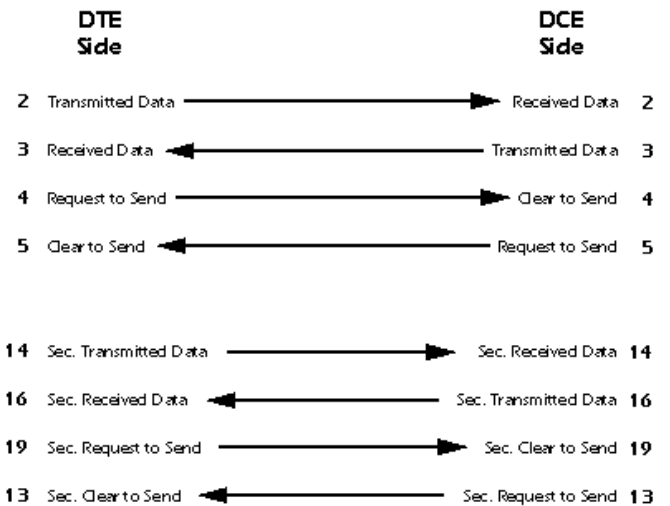 DTE DCE
Side Side
2 Transmitted Data Received Data 2
3 Received Data Transmitted Data 3
4 Request to Send Clear to Send 4
5 Clear to Send Request to Send 5
14 Sec. Transmitted Data Sec. Received Data 14
16 Sec. Received Data Sec. Transmitted Data 16
19 Sec. Request to Send Sec. Clear to Send 19
13 Sec. Clear to Send Sec. Request to Send 13